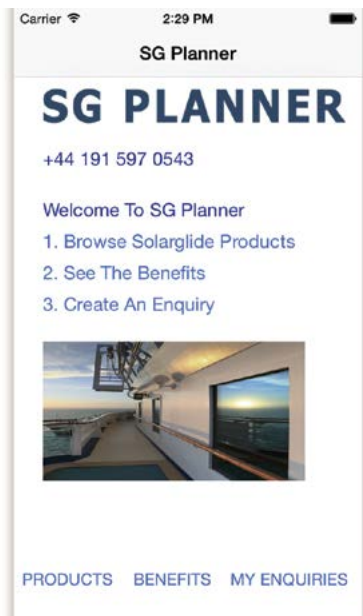 Carrier 2:29 PM
SG Planner
SG PLANNER
+44 191 597 0543
Welcome To SG Planner
1. Browse Solarglide Products
2. See The Benefits
3. Create An Enquiry
PRODUCTS BENEFITS MY ENQUIRIES